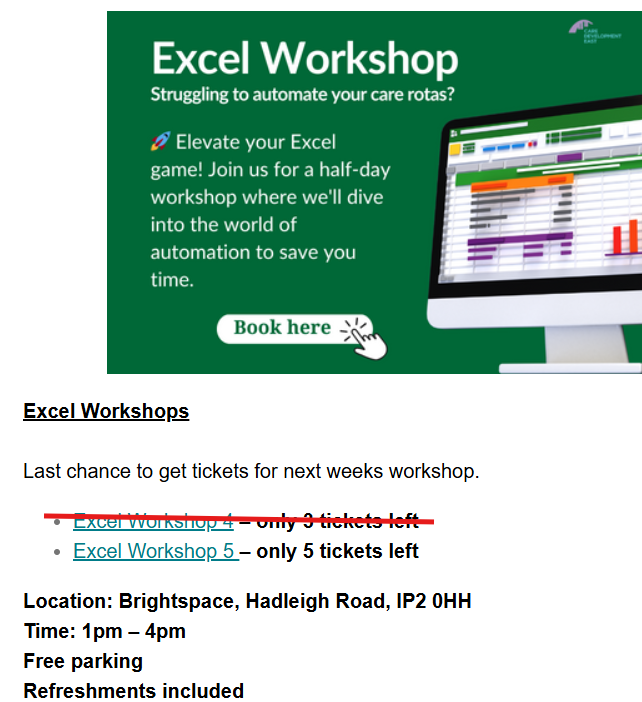 CARE
DEVELOPMENT
EAST
Excel Workshop
Struggling to automate your care rotas?
🚀 Elevate your Excel
game! Join us for a half-day
workshop where we'll dive
into the world of
automation to save you
time.
Book here
Excel Workshops
Last chance to get tickets for next weeks workshop.
• Excel Workshop 4 – only 3 tickets left
• Excel Workshop 5 – only 5 tickets left
Location: Brightspace, Hadleigh Road, IP2 0HH
Time: 1pm – 4pm
Free parking
Refreshments included